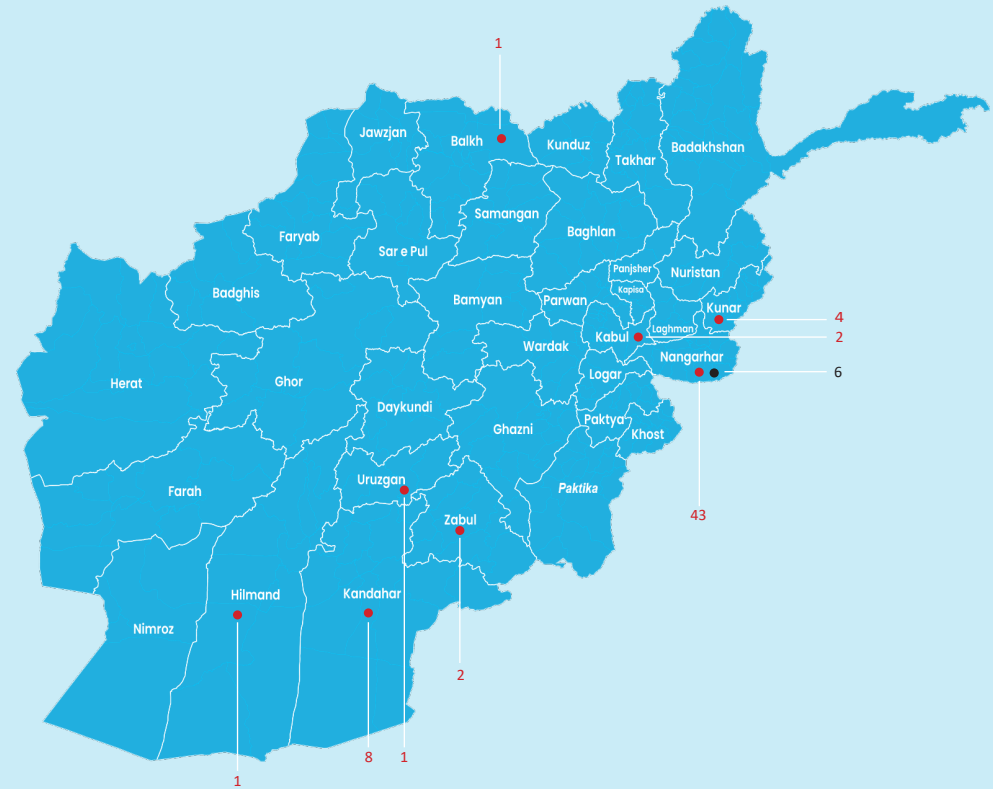 1
Jawzjan
Balkh
Kunduz
Takhar
Badakhshan
Samangan
Faryab
Sar e Pul
Baghlan
Panjsher
Nuristan
Kapisa
Badghis
Bamyan
Parwan
Kunar
4
Laghman
Kabul
2
Wardak
Nangarhar
6
Herat
Ghor
Logar
Daykundi
Paktya
Khost
Ghazni
Uruzgan
Farah
Paktika
43
Zabul
Hilmand
Kandahar
Nimroz
2
8
1
1